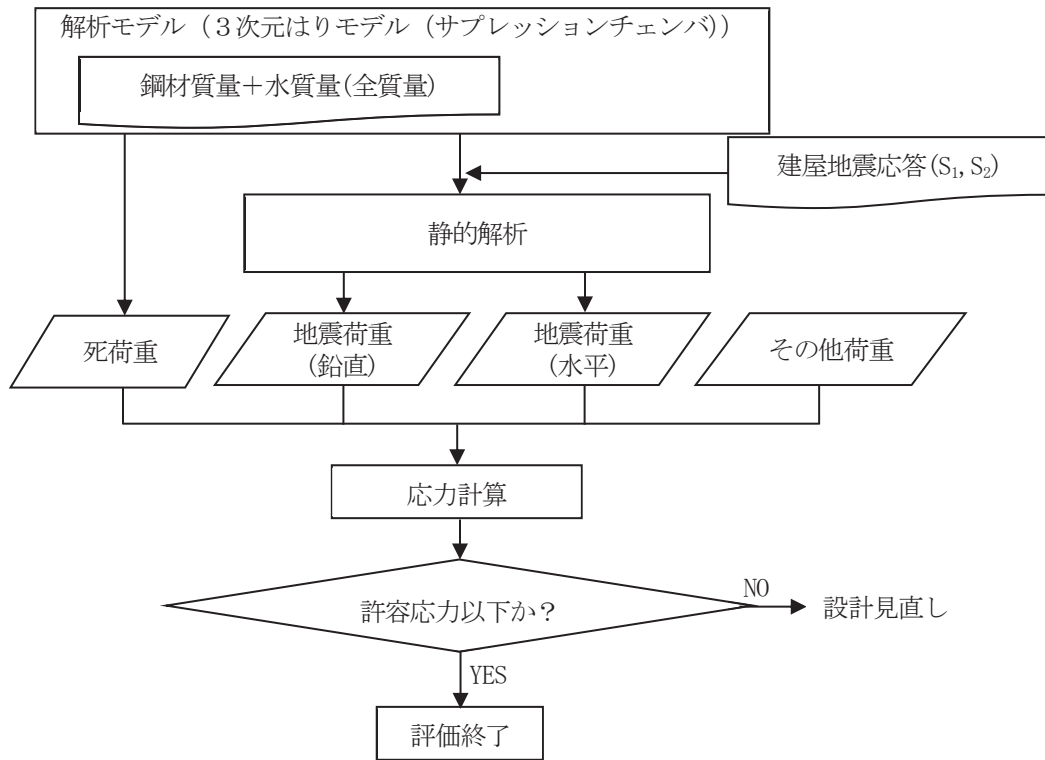 解析モデル（３次元はりモデル（サプレッションチェンバ））
鋼材質量＋水質量(全質量)
建屋地震応答(S₁, S₂)
静的解析
死荷重
地震荷重
(鉛直)
地震荷重
(水平)
その他荷重
応力計算
許容応力以下か？
NO
設計見直し
YES
評価終了